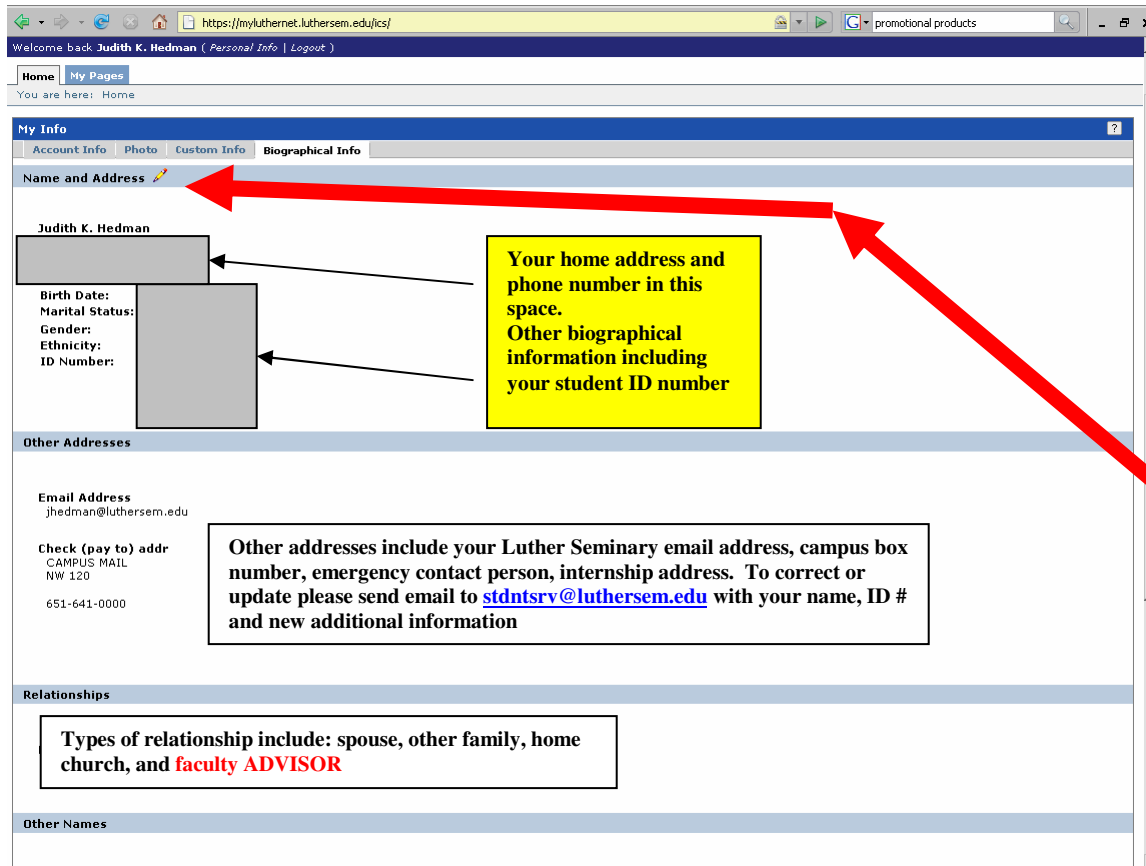 https://myluthernet.luthersem.edu/ics/
G promotional products
Welcome back Judith K. Hedman ( Personal Info | Logout )
Home My Pages
You are here: Home
My Info ?
Account Info Photo Custom Info Biographical Info
Name and Address
Judith K. Hedman
Your home address and
phone number in this
space.
Other biographical
information including
your student ID number
Birth Date:
Marital Status:
Gender:
Ethnicity:
ID Number:
Other Addresses
Email Address
jhedman@luthersem.edu
Check (pay to) addr
CAMPUS MAIL
NW 120
651-641-0000
Other addresses include your Luther Seminary email address, campus box
number, emergency contact person, internship address. To correct or
update please send email to stdntsrv@luthersem.edu with your name, ID #
and new additional information
Relationships
Types of relationship include: spouse, other family, home
church, and faculty ADVISOR
Other Names